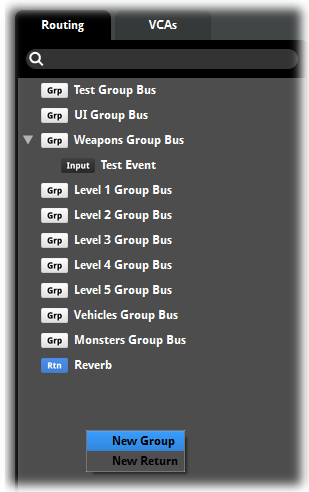 Routing VCAs
Grp Test Group Bus
Grp UI Group Bus
Grp Weapons Group Bus
Input Test Event
Grp Level 1 Group Bus
Grp Level 2 Group Bus
Grp Level 3 Group Bus
Grp Level 4 Group Bus
Grp Level 5 Group Bus
Grp Vehicles Group Bus
Grp Monsters Group Bus
Rtn Reverb
New Group
New Return